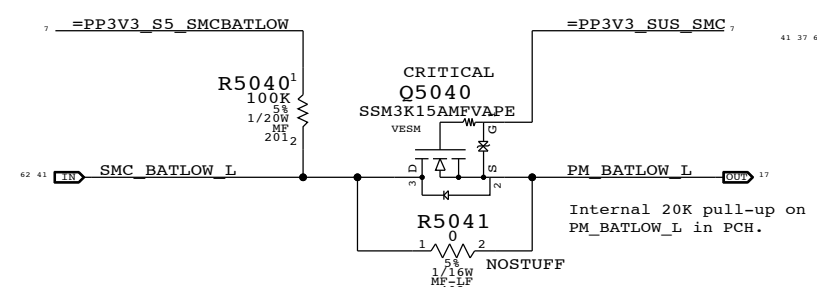 7 =PP3V3_S5_SMCBATLOW
=PP3V3_SUS_SMC 7
41 37 6
CRITICAL
Q5040
SSM3K15AMFVAPE
VESM
R5040 1
100K
5%
1/20W
MF
201 2
G 1
D 3
S 2
62 41 IN SMC_BATLOW_L
PM_BATLOW_L OUT 17
Internal 20K pull-up on
PM_BATLOW_L in PCH.
R5041
1 0 2
5%
1/16W
MF-LF
NOSTUFF